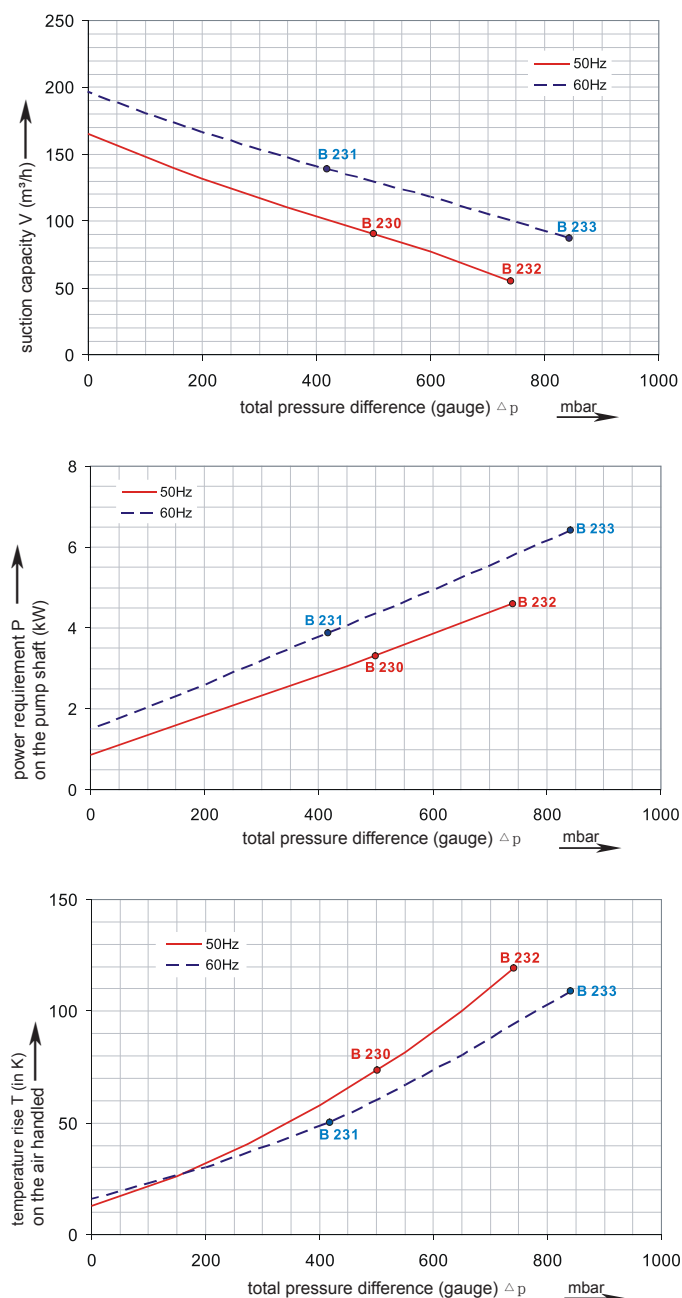 250
200
150
100
50
0
suction capacity V (m³/h)
50Hz
60Hz
B 231
B 230
B 233
B 232
0 200 400 600 800 1000
total pressure difference (gauge) △p mbar
8
6
4
2
0
power requirement P
on the pump shaft (kW)
50Hz
60Hz
B 233
B 231
B 232
B 230
0 200 400 600 800 1000
total pressure difference (gauge) △p mbar
150
100
50
0
temperature rise T (in K)
on the air handled
50Hz
60Hz
B 232
B 233
B 230
B 231
0 200 400 600 800 1000
total pressure difference (gauge) △p mbar